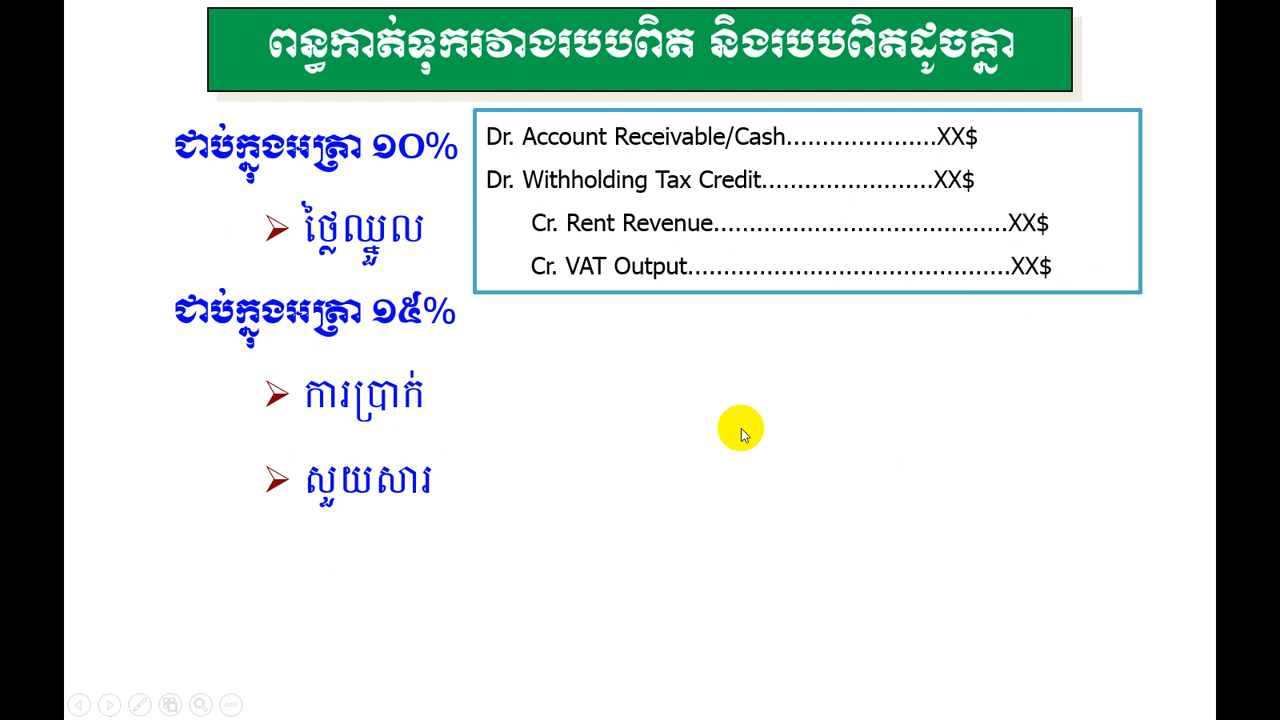 ពន្ធកាត់ទុករវាងរបបពិត និងរបបពិតដូចគ្នា
ជាប់ក្នុងអត្រា ១០%
➢ ថ្លៃឈ្នួល
Dr. Account Receivable/Cash.....................XX$
Dr. Withholding Tax Credit........................XX$
Cr. Rent Revenue.........................................XX$
Cr. VAT Output.............................................XX$
ជាប់ក្នុងអត្រា ១៥%
➢ ការប្រាក់
➢ សួយសារ